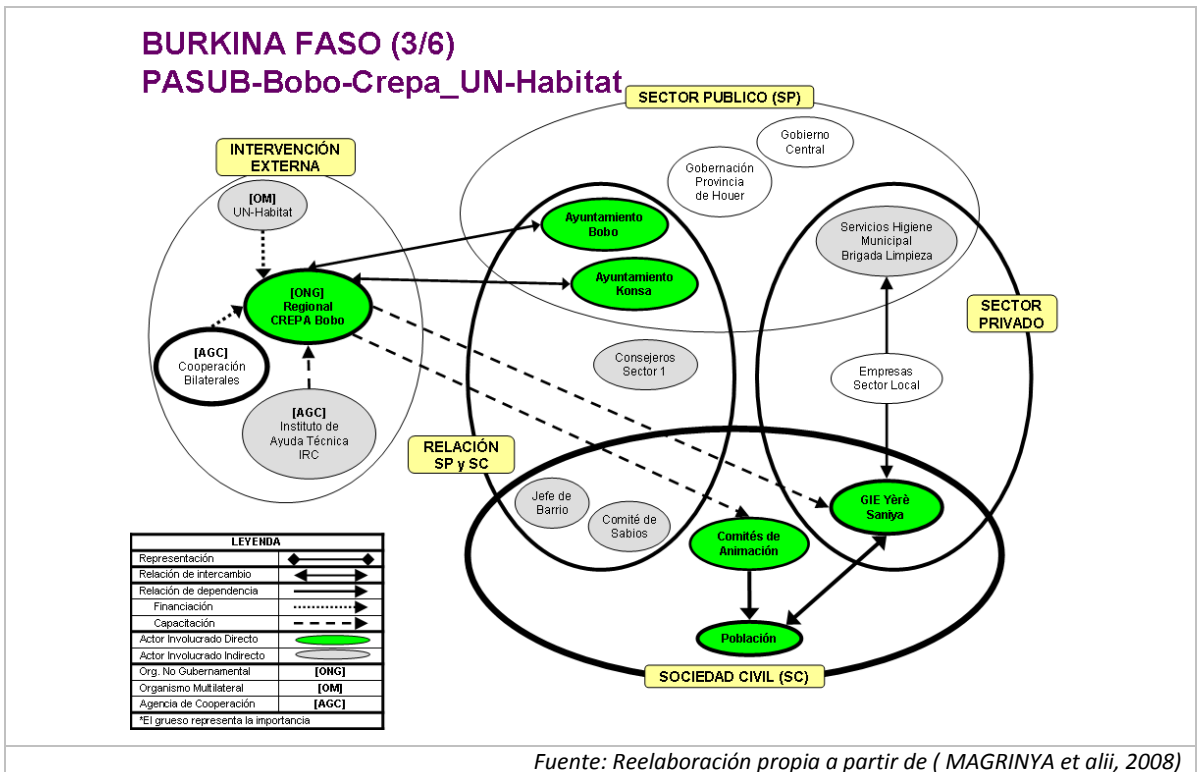 BURKINA FASO (3/6)
PASUB-Bobo-Crepa_UN-Habitat
SECTOR PUBLICO (SP)
Gobierno
Central
INTERVENCIÓN
EXTERNA
Gobernación
Provincia
de Houer
[OM]
UN-Habitat
Ayuntamiento
Bobo
Servicios Higiene
Municipal
Brigada Limpieza
[ONG]
Regional
CREPA Bobo
Ayuntamiento
Konsa
SECTOR
PRIVADO
[AGC]
Cooperación
Bilaterales
Consejeros
Sector 1
Empresas
Sector Local
[AGC]
Instituto de
Ayuda Técnica
IRC
RELACIÓN
SP y SC
Jefe de
Barrio
Comité de
Sabios
GIE Yèrè
Saniya
Comités de
Animación
Población
SOCIEDAD CIVIL (SC)
LEYENDA
Representación
Relación de intercambio
Relación de dependencia
Financiación
Capacitación
Actor Involucrado Directo
Actor Involucrado Indirecto
Org. No Gubernamental [ONG]
Organismo Multilateral [OM]
Agencia de Cooperación [AGC]
*El grueso representa la importancia
Fuente: Reelaboración propia a partir de ( MAGRINYA et alii, 2008)